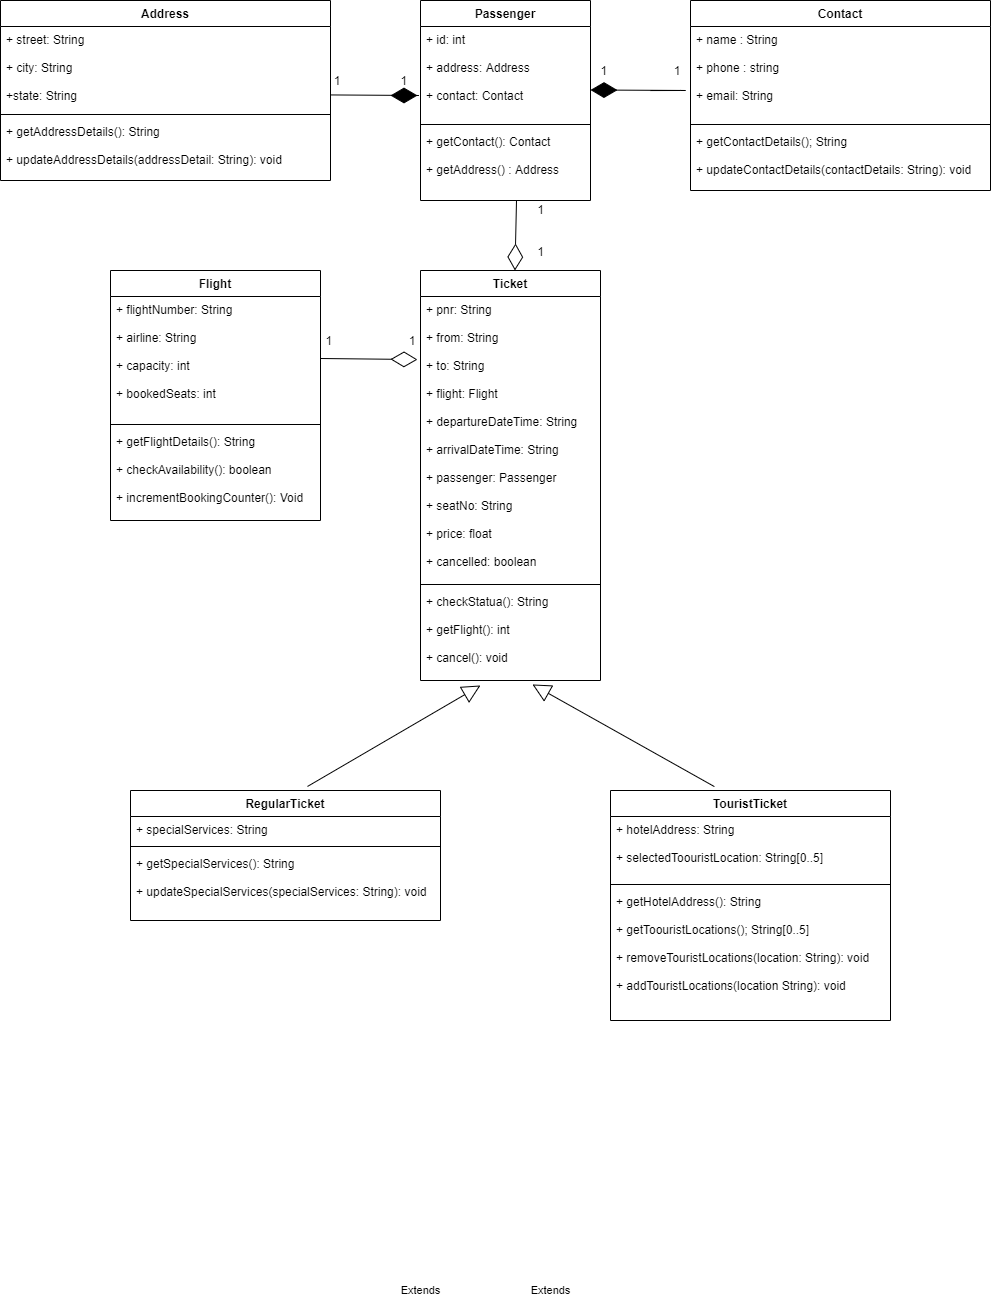 Address
+ street: String
+ city: String
+state: String
+ getAddressDetails(): String
+ updateAddressDetails(addressDetail: String): void
1
1
Passenger
+ id: int
+ address: Address
+ contact: Contact
+ getContact(): Contact
+ getAddress() : Address
1
1
Contact
+ name : String
+ phone : string
+ email: String
+ getContactDetails(); String
+ updateContactDetails(contactDetails: String): void
1
1
Flight
+ flightNumber: String
+ airline: String
+ capacity: int
+ bookedSeats: int
+ getFlightDetails(): String
+ checkAvailability(): boolean
+ incrementBookingCounter(): Void
1
1
Ticket
+ pnr: String
+ from: String
+ to: String
+ flight: Flight
+ departureDateTime: String
+ arrivalDateTime: String
+ passenger: Passenger
+ seatNo: String
+ price: float
+ cancelled: boolean
+ checkStatua(): String
+ getFlight(): int
+ cancel(): void
RegularTicket
+ specialServices: String
+ getSpecialServices(): String
+ updateSpecialServices(specialServices: String): void
TouristTicket
+ hotelAddress: String
+ selectedToouristLocation: String[0..5]
+ getHotelAddress(): String
+ getToouristLocations(); String[0..5]
+ removeTouristLocations(location: String): void
+ addTouristLocations(location String): void
Extends
Extends